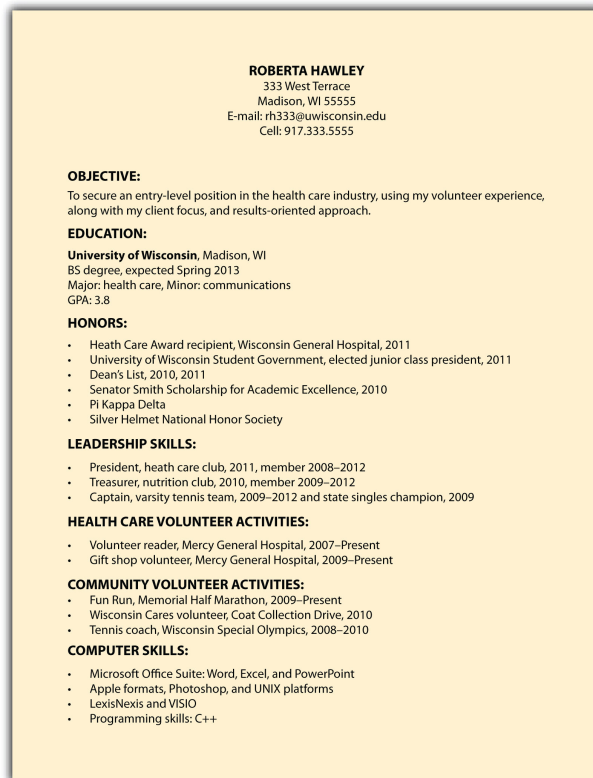 ROBERTA HAWLEY
333 West Terrace
Madison, WI 55555
E-mail: rh333@uwisconsin.edu
Cell: 917.333.5555
OBJECTIVE:
To secure an entry-level position in the health care industry, using my volunteer experience,
along with my client focus, and results-oriented approach.
EDUCATION:
University of Wisconsin, Madison, WI
BS degree, expected Spring 2013
Major: health care, Minor: communications
GPA: 3.8
HONORS:
• Heath Care Award recipient, Wisconsin General Hospital, 2011
• University of Wisconsin Student Government, elected junior class president, 2011
• Dean's List, 2010, 2011
• Senator Smith Scholarship for Academic Excellence, 2010
• Pi Kappa Delta
• Silver Helmet National Honor Society
LEADERSHIP SKILLS:
• President, heath care club, 2011, member 2008–2012
• Treasurer, nutrition club, 2010, member 2009–2012
• Captain, varsity tennis team, 2009–2012 and state singles champion, 2009
HEALTH CARE VOLUNTEER ACTIVITIES:
• Volunteer reader, Mercy General Hospital, 2007–Present
• Gift shop volunteer, Mercy General Hospital, 2009–Present
COMMUNITY VOLUNTEER ACTIVITIES:
• Fun Run, Memorial Half Marathon, 2009–Present
• Wisconsin Cares volunteer, Coat Collection Drive, 2010
• Tennis coach, Wisconsin Special Olympics, 2008–2010
COMPUTER SKILLS:
• Microsoft Office Suite: Word, Excel, and PowerPoint
• Apple formats, Photoshop, and UNIX platforms
• LexisNexis and VISIO
• Programming skills: C++